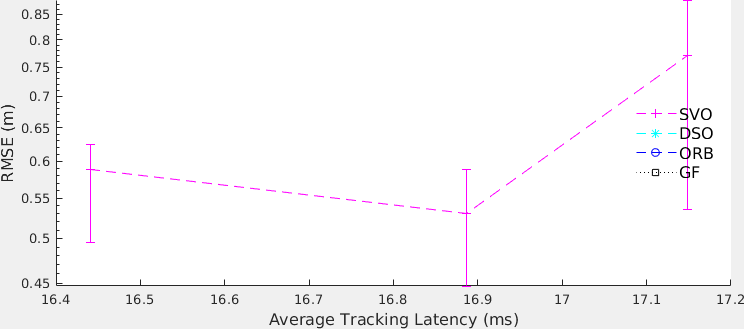 0.85
0.8
0.75
0.7
0.65
0.6
0.55
0.5
0.45
RMSE (m)
SVO
DSO
ORB
GF
16.4 16.5 16.6 16.7 16.8 16.9 17 17.1 17.2
Average Tracking Latency (ms)